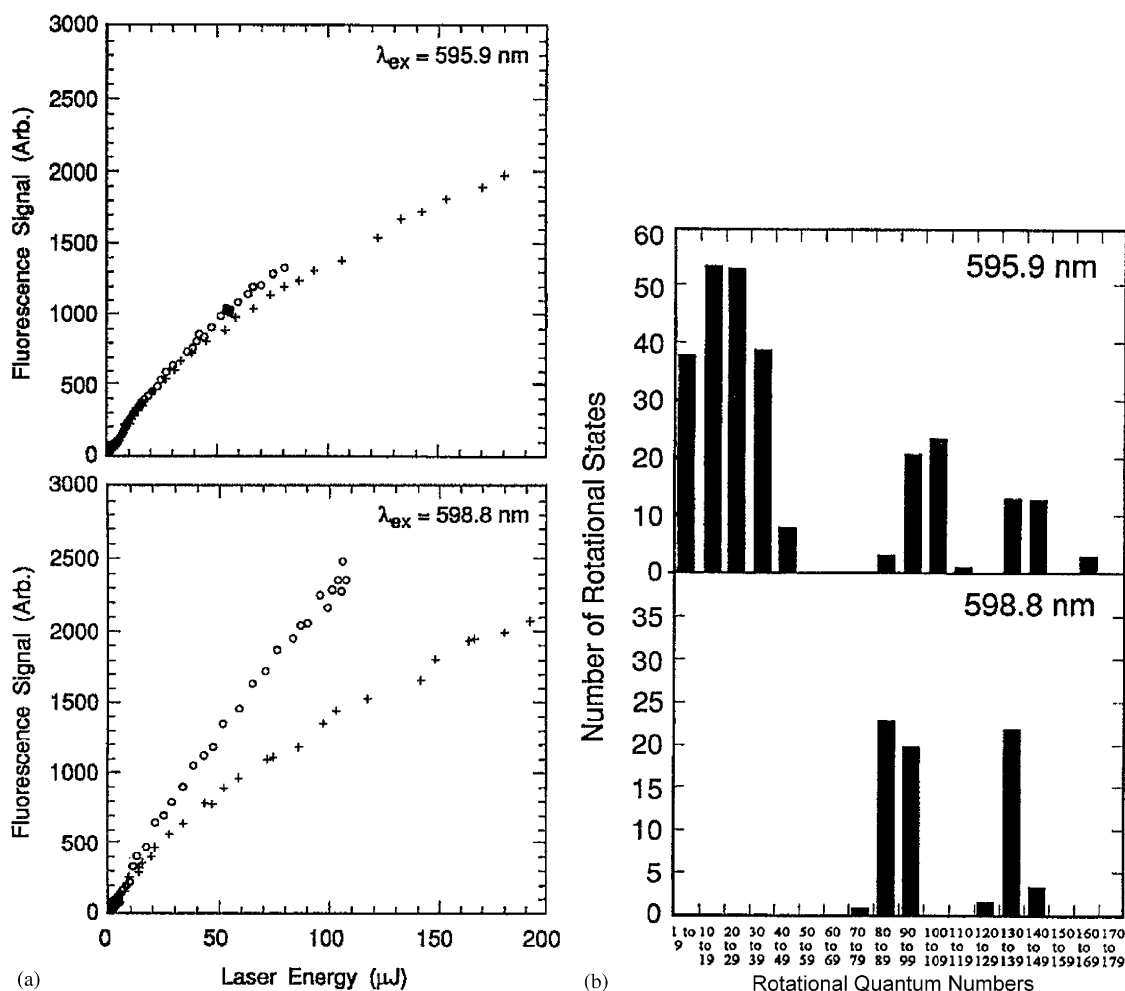 3000
λex = 595.9 nm
2500
2000
1500
1000
500
0
0 50 100 150 200
Fluorescence Signal (Arb.)
3000
λex = 598.8 nm
2500
2000
1500
1000
500
0
0 50 100 150 200
Fluorescence Signal (Arb.)
Laser Energy (μJ)
(a)
60
595.9 nm
50
40
30
20
10
0
598.8 nm
35
30
25
20
15
10
5
0
Number of Rotational States
1 to 10 20 30 40 50 60 70 80 90 100 110 120 130 140 150 160 170
9 to to to to to to to to to to to to to to to to to
19 29 39 49 59 69 79 89 99 109 119 129 139 149 159 169 179
Rotational Quantum Numbers
(b)